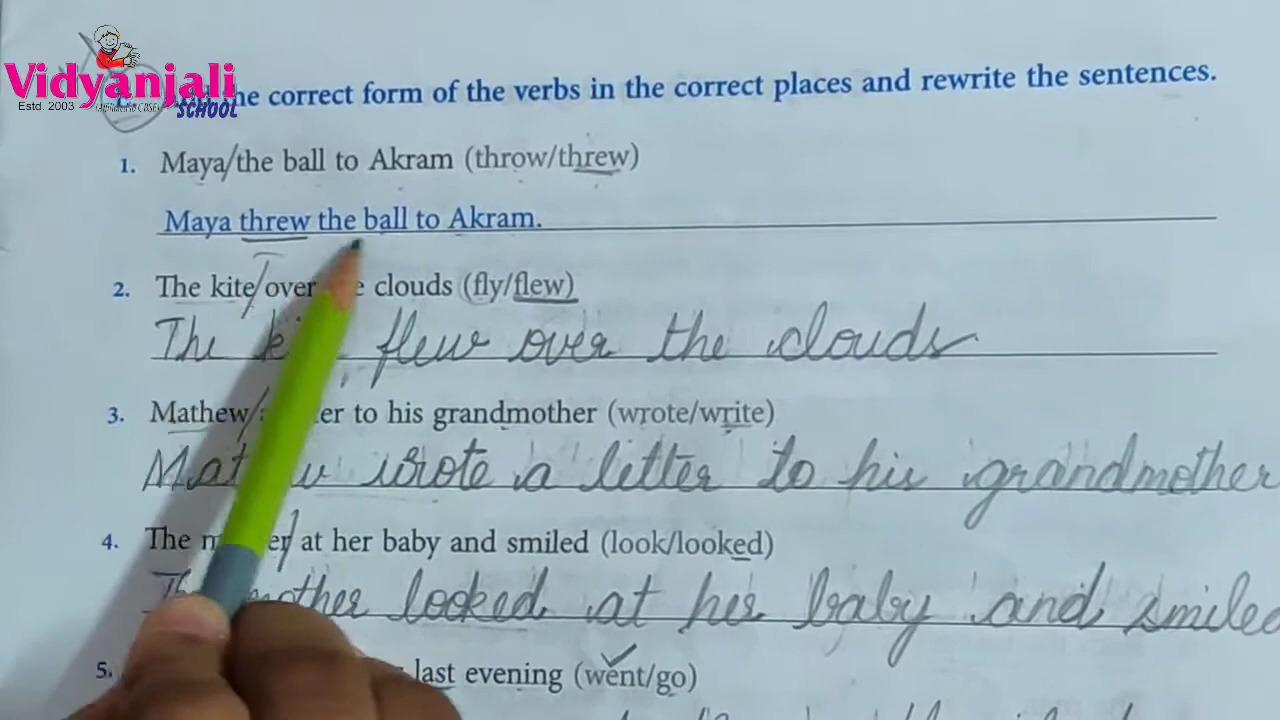 Vidyanjali
Estd. 2003
SCHOOL
the correct form of the verbs in the correct places and rewrite the sentences.
1. Maya/the ball to Akram (throw/threw)
Maya threw the ball to Akram.
2. The kite/over clouds (fly/flew)
The flew over the clouds
3. Mathew/ to his grandmother (wrote/write)
wrote a letter to his grandmother
4. The / at her baby and smiled (look/looked)
mother looked at her baby and smiled
5. last evening (went/go)